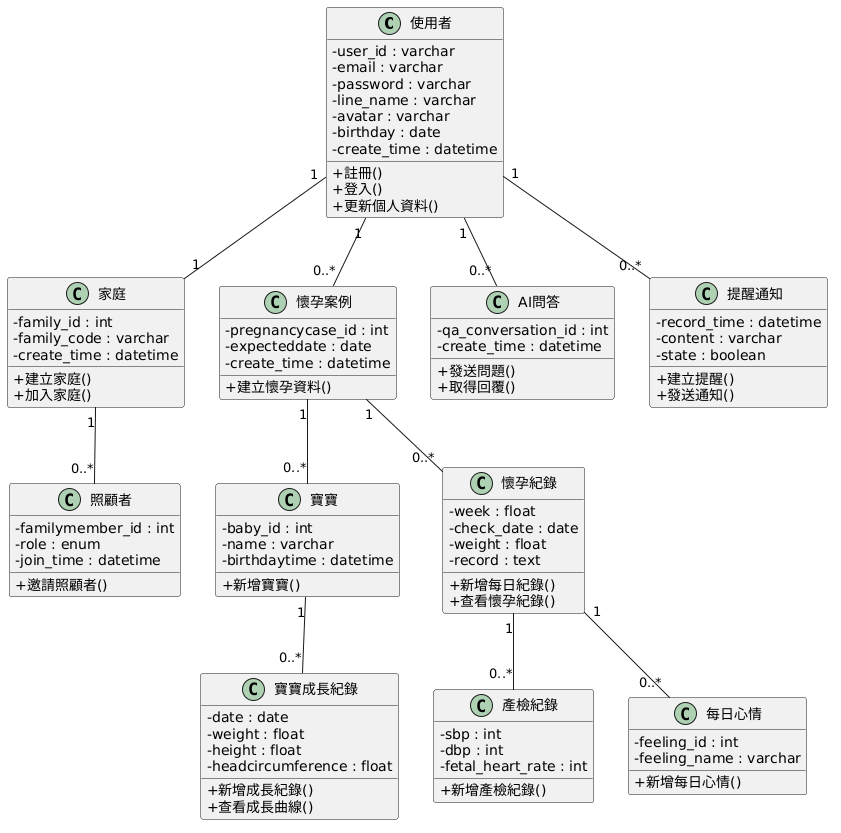 C 使用者
-user_id : varchar
-email : varchar
-password : varchar
-line_name : varchar
-avatar : varchar
-birthday : date
-create_time : datetime
+註冊()
+登入()
+更新個人資料()
1
1
1
1
1
0..*
0..*
0..*
C 家庭
-family_id : int
-family_code : varchar
-create_time : datetime
+建立家庭()
+加入家庭()
C 懷孕案例
-pregnancycase_id : int
-expecteddate : date
-create_time : datetime
+建立懷孕資料()
C AI問答
-qa_conversation_id : int
-create_time : datetime
+發送問題()
+取得回覆()
C 提醒通知
-record_time : datetime
-content : varchar
-state : boolean
+建立提醒()
+發送通知()
1
1
1
0..*
0..*
0..*
C 照顧者
-familymember_id : int
-role : enum
-join_time : datetime
+邀請照顧者()
C 寶寶
-baby_id : int
-name : varchar
-birthdaytime : datetime
+新增寶寶()
C 懷孕紀錄
-week : float
-check_date : date
-weight : float
-record : text
+新增每日紀錄()
+查看懷孕紀錄()
1
1
1
0..*
0..*
0..*
C 寶寶成長紀錄
-date : date
-weight : float
-height : float
-headcircumference : float
+新增成長紀錄()
+查看成長曲線()
C 產檢紀錄
-sbp : int
-dbp : int
-fetal_heart_rate : int
+新增產檢紀錄()
C 每日心情
-feeling_id : int
-feeling_name : varchar
+新增每日心情()